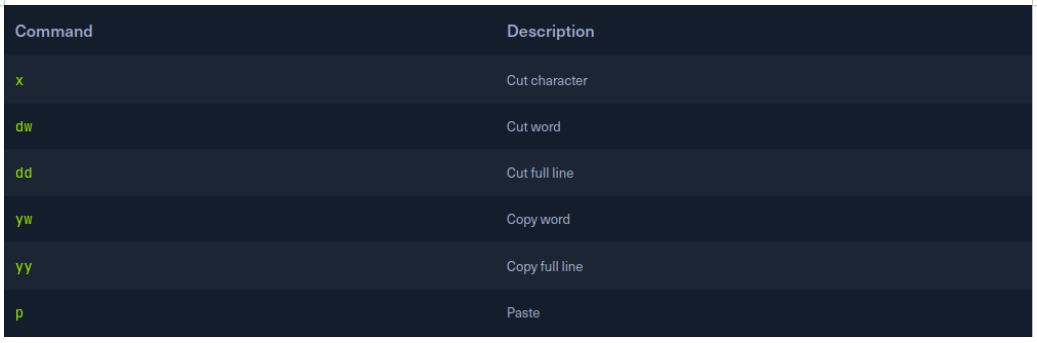 Command Description
x Cut character
dw Cut word
dd Cut full line
yw Copy word
yy Copy full line
p Paste